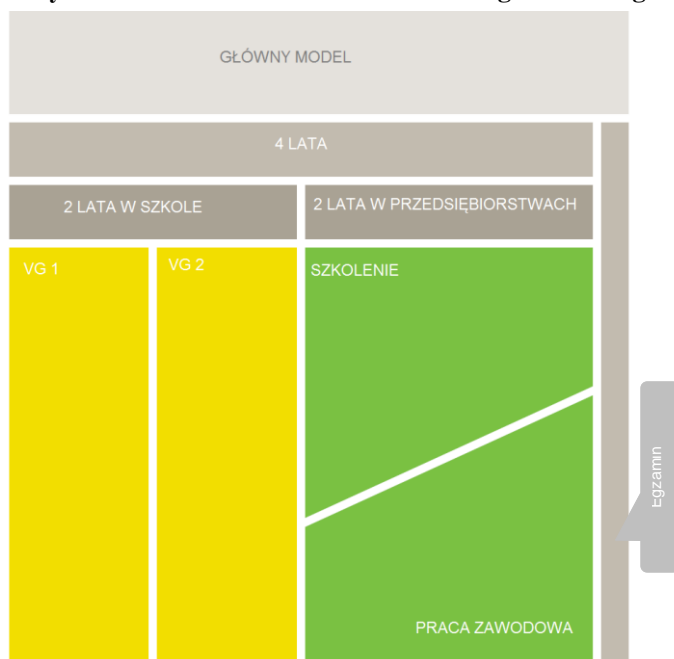 GŁÓWNY MODEL
4 LATA
2 LATA W SZKOLE
2 LATA W PRZEDSIĘBIORSTWACH
VG 1
VG 2
SZKOLENIE
Egzamin
PRACA ZAWODOWA